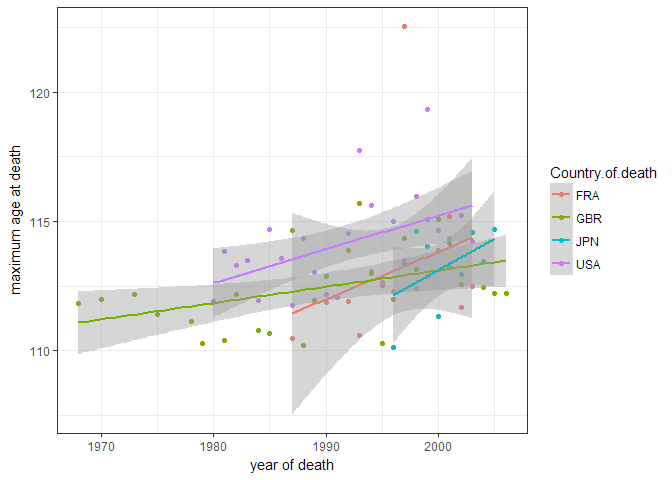 maximum age at death
120
115
110
1970 1980 1990 2000
year of death
Country.of.death
FRA
GBR
JPN
USA